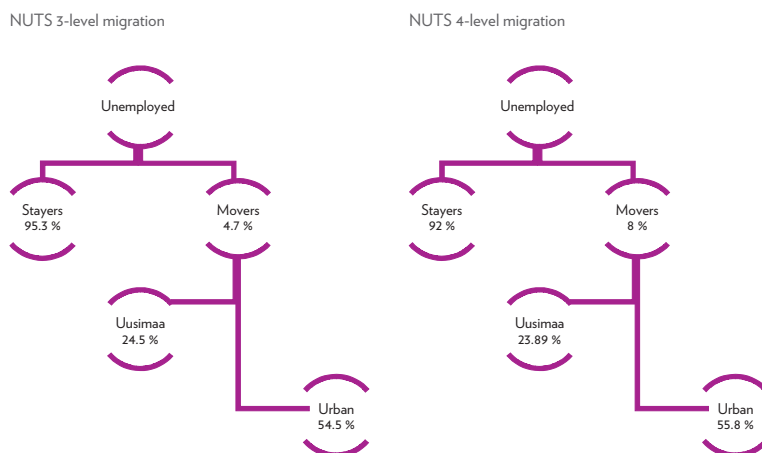 NUTS 3-level migration
Unemployed
Stayers
95.3 %
Movers
4.7 %
Uusimaa
24.5 %
Urban
54.5 %
NUTS 4-level migration
Unemployed
Stayers
92 %
Movers
8 %
Uusimaa
23.89 %
Urban
55.8 %